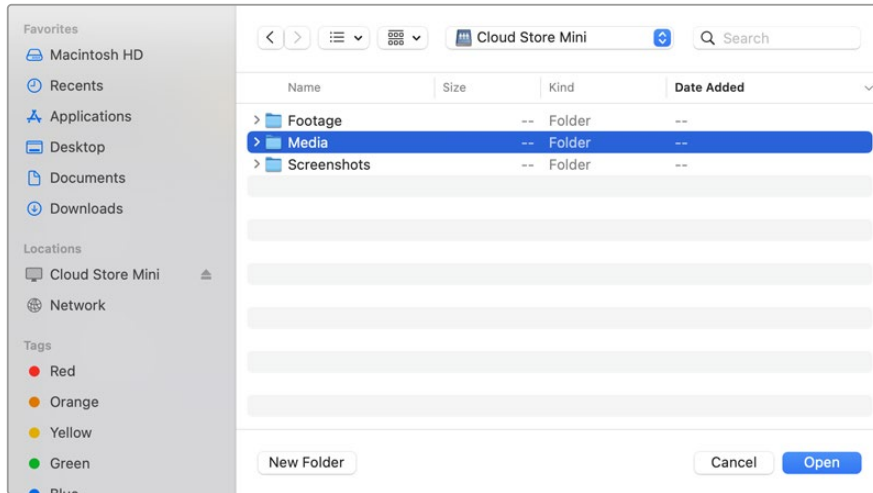 Favorites
Macintosh HD
Recents
Applications
Desktop
Documents
Downloads
Locations
Cloud Store Mini
Network
Tags
Red
Orange
Yellow
Green
Blue
Cloud Store Mini
Search
Name Size Kind Date Added
Footage -- Folder --
Media -- Folder --
Screenshots -- Folder --
New Folder Cancel Open